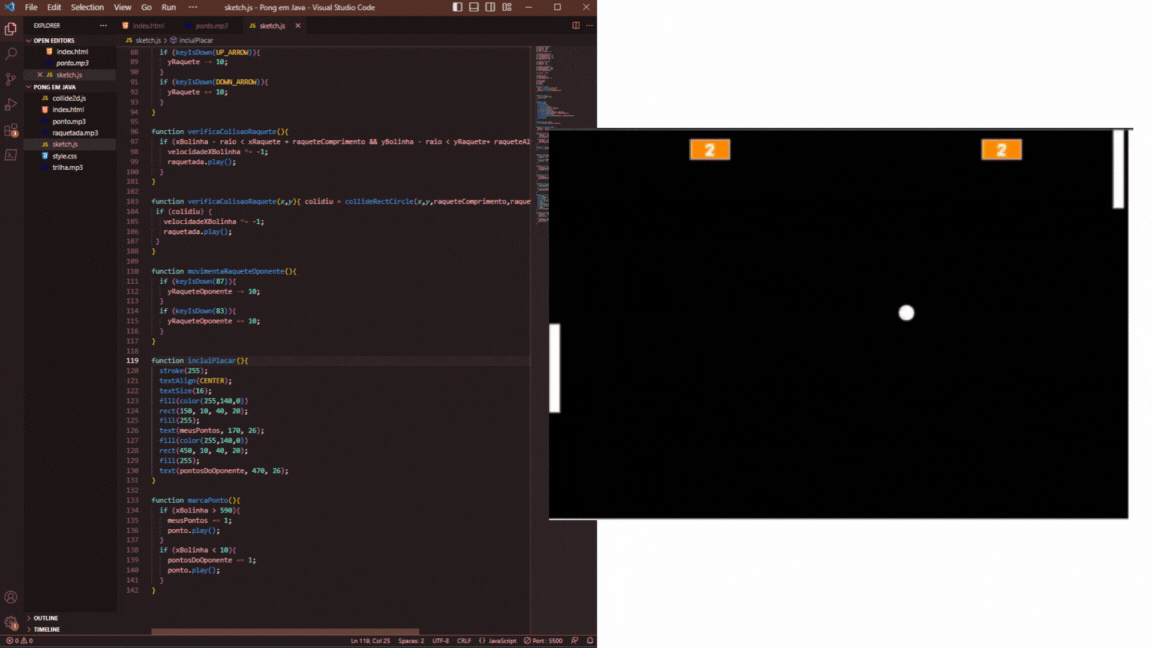 File Edit Selection View Go Run ··· sketch.js - Pong em Java - Visual Studio Code
EXPLORER ···
OPEN EDITORS
index.html
ponto.mp3
sketch.js
PONG EM JAVA
collide2d.js
index.html
ponto.mp3
raquetada.mp3
sketch.js
style.css
trilha.mp3
OUTLINE
TIMELINE
index.html ponto.mp3 JS sketch.js
JS sketch.js > incluiPlacar
88 if (keyIsDown(UP_ARROW)){
89 yRaquete -= 10;
90 }
91 if (keyIsDown(DOWN_ARROW)){
92 yRaquete += 10;
93 }
94 }
95
96 function verificaColisaoRaquete(){
97 if (xBolinha - raio < xRaquete + raqueteComprimento && yBolinha - raio < yRaquete+ raqueteAl
98 velocidadeXBolinha *= -1;
99 raquetada.play();
100 }
101 }
102
103 function verificaColisaoRaquete(x,y){ colidiu = collideRectCircle(x,y,raqueteComprimento,raque
104 if (colidiu) {
105 velocidadeXBolinha *= -1;
106 raquetada.play();
107 }
108 }
109
110 function movimentaRaqueteOponente(){
111 if (keyIsDown(87)){
112 yRaqueteOponente -= 10;
113 }
114 if (keyIsDown(83)){
115 yRaqueteOponente += 10;
116 }
117 }
118
119 function incluiPlacar(){
120 stroke(255);
121 textAlign(CENTER);
122 textSize(16);
123 fill(color(255,140,0))
124 rect(150, 10, 40, 20);
125 fill(255);
126 text(meusPontos, 170, 26);
127 fill(color(255,140,0))
128 rect(450, 10, 40, 20);
129 fill(255);
130 text(pontosDoOponente, 470, 26);
131 }
132
133 function marcaPonto(){
134 if (xBolinha > 590){
135 meusPontos += 1;
136 ponto.play();
137 }
138 if (xBolinha < 10){
139 pontosDoOponente += 1;
140 ponto.play();
141 }
142 }
0 0 Ln 119, Col 25 Spaces: 2 UTF-8 CRLF {} JavaScript Port : 5500
2 2